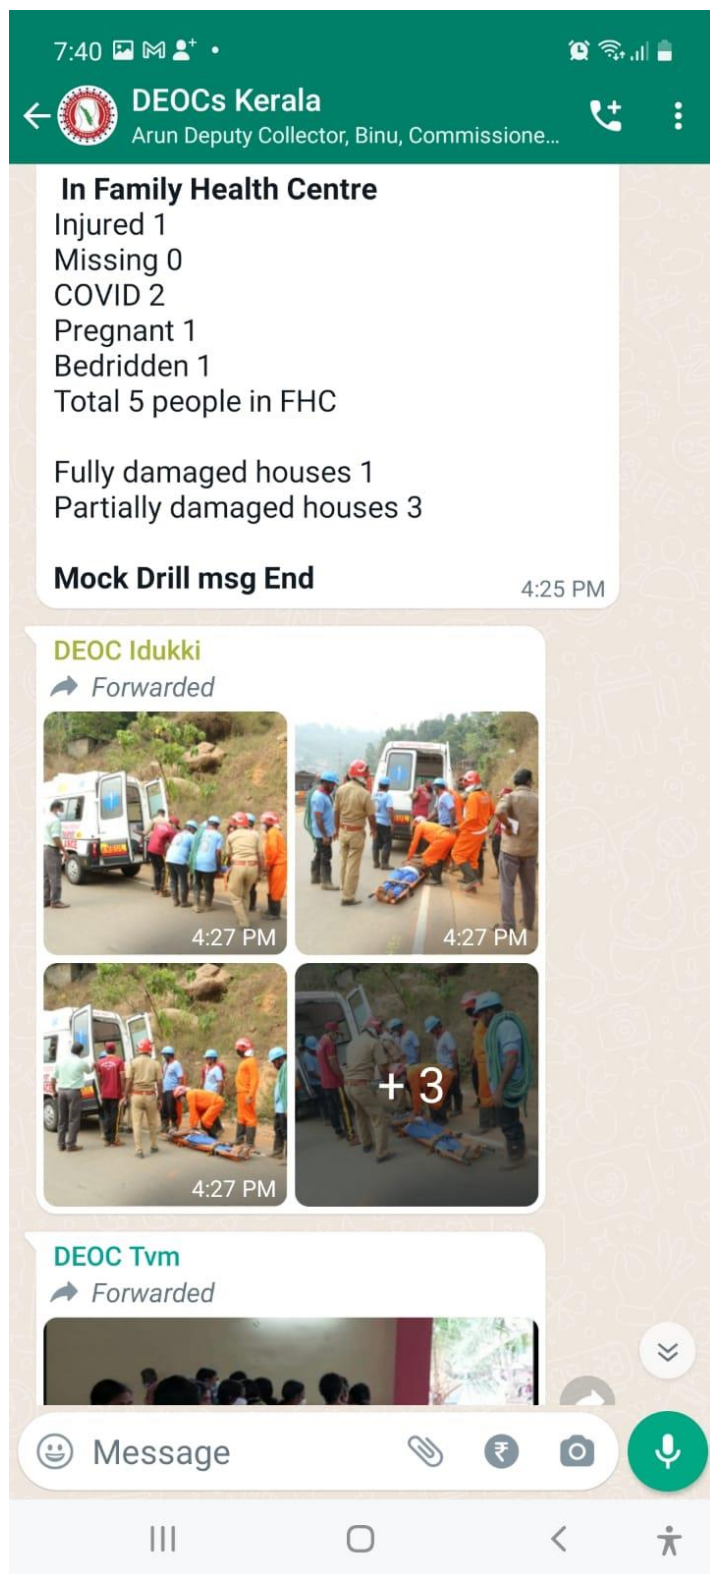 7:40
DEOCs Kerala
Arun Deputy Collector, Binu, Commissione...
In Family Health Centre
Injured 1
Missing 0
COVID 2
Pregnant 1
Bedridden 1
Total 5 people in FHC
Fully damaged houses 1
Partially damaged houses 3
Mock Drill msg End
4:25 PM
DEOC Idukki
Forwarded
4:27 PM
4:27 PM
4:27 PM
+ 3
DEOC Tvm
Forwarded
Message